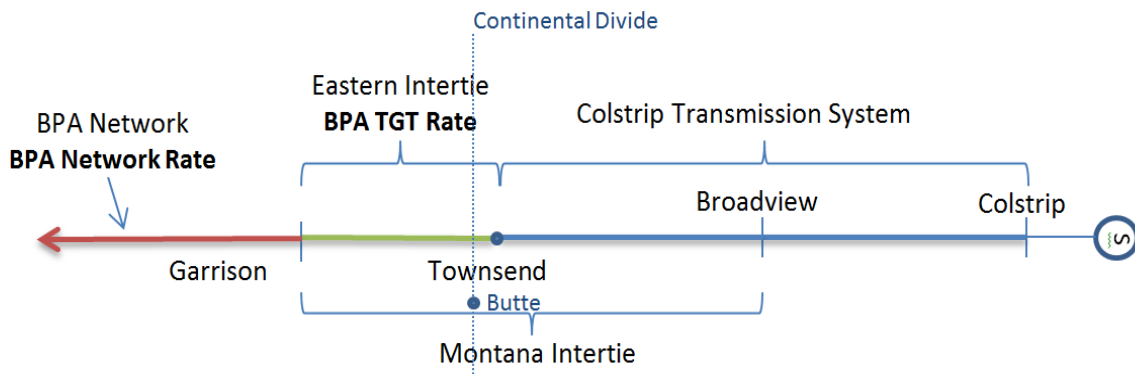 Continental Divide
Eastern Intertie
BPA TGT Rate
Colstrip Transmission System
BPA Network
BPA Network Rate
Broadview
Colstrip
S
Garrison
Townsend
Butte
Montana Intertie